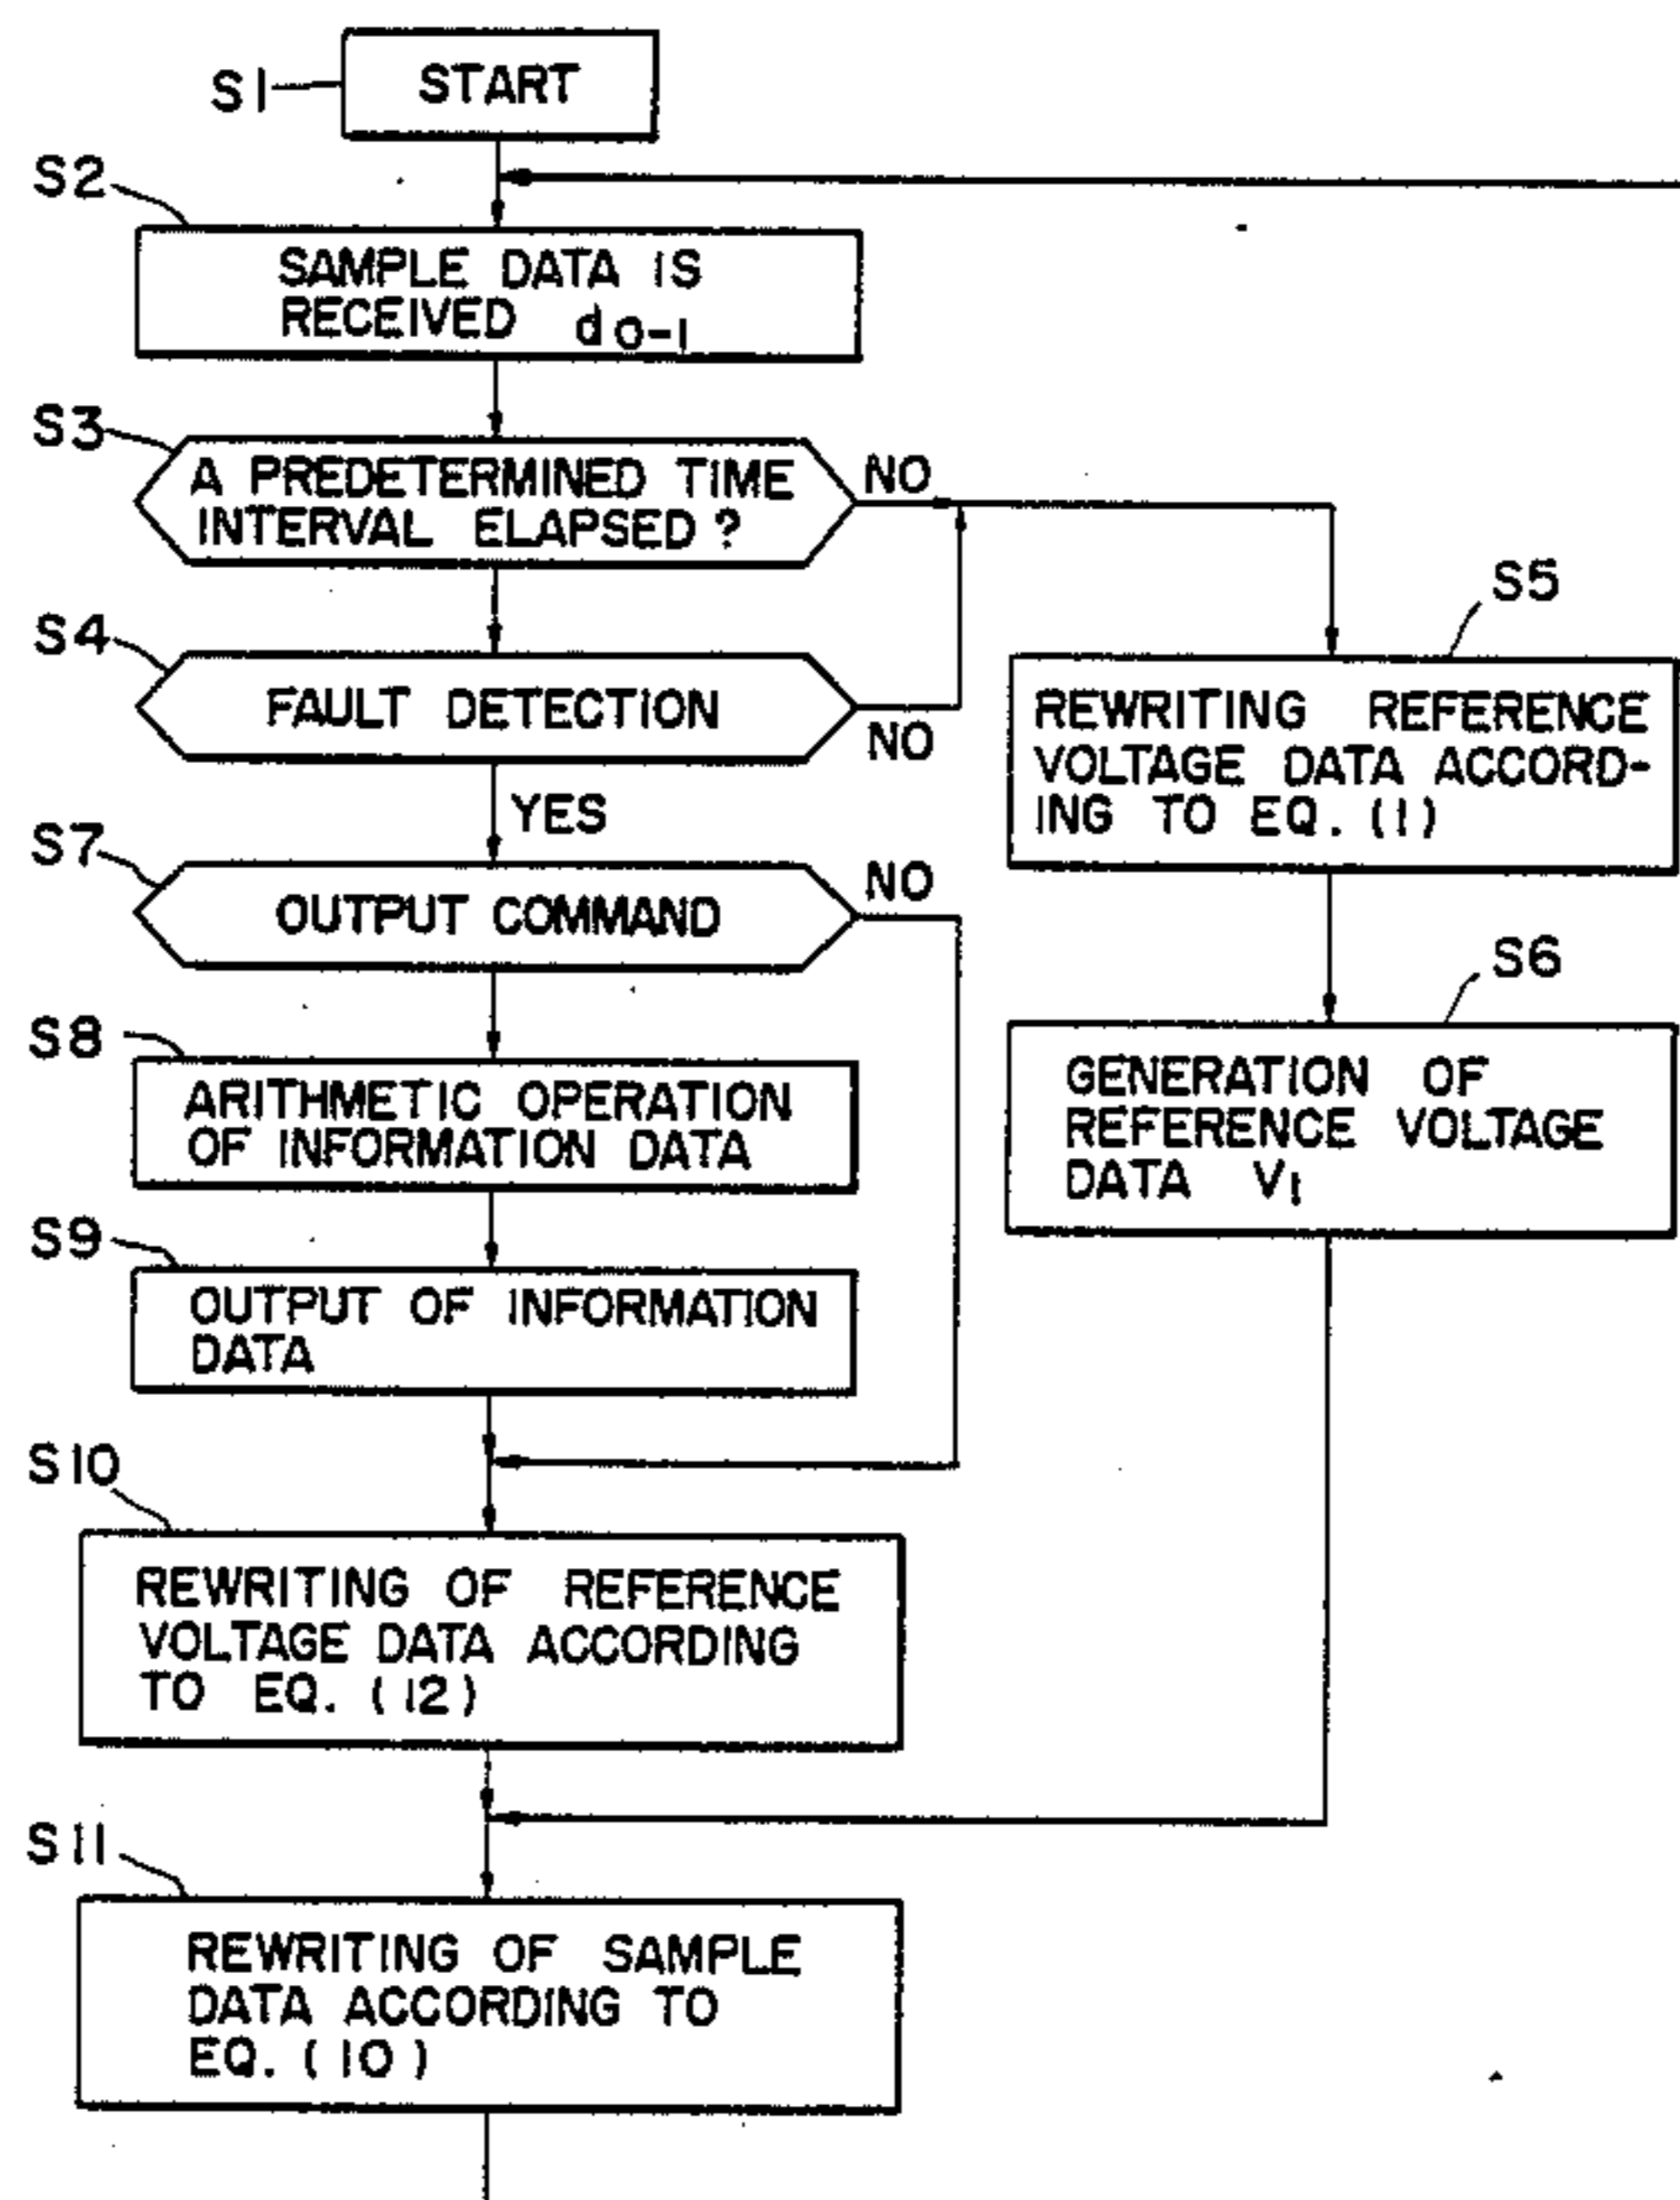 S1
START
S2
SAMPLE DATA IS
RECEIVED do-1
S3
A PREDETERMINED TIME
INTERVAL ELAPSED?
NO
S4
FAULT DETECTION
NO
YES
S5
REWRITING REFERENCE
VOLTAGE DATA ACCORD-
ING TO EQ. (1)
S7
OUTPUT COMMAND
NO
S6
GENERATION OF
REFERENCE VOLTAGE
DATA V1
S8
ARITHMETIC OPERATION
OF INFORMATION DATA
S9
OUTPUT OF INFORMATION
DATA
S10
REWRITING OF REFERENCE
VOLTAGE DATA ACCORDING
TO EQ. (12)
S11
REWRITING OF SAMPLE
DATA ACCORDING TO
EQ. (10)